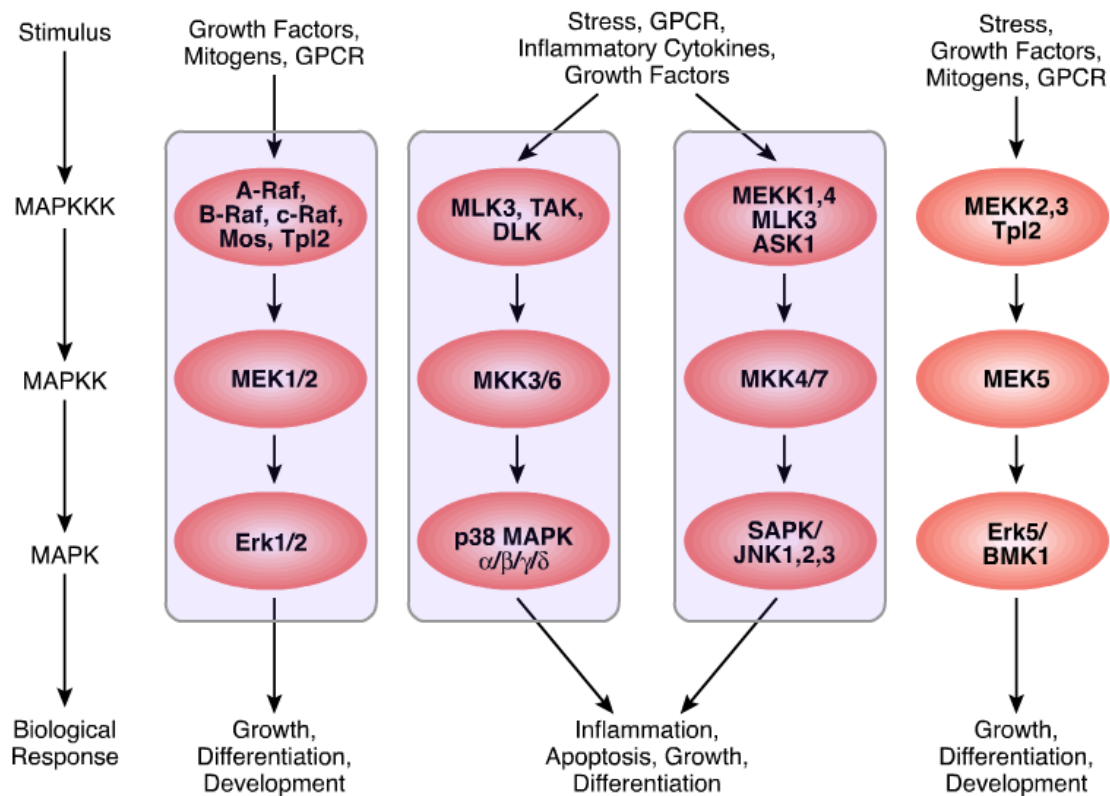 Stimulus
MAPKKK
MAPKK
MAPK
Biological
Response
Growth Factors,
Mitogens, GPCR
A-Raf,
B-Raf, c-Raf,
Mos, Tpl2
MEK1/2
Erk1/2
Growth,
Differentiation,
Development
Stress, GPCR,
Inflammatory Cytokines,
Growth Factors
MLK3, TAK,
DLK
MKK3/6
p38 MAPK
α/β/γ/δ
MEKK1,4
MLK3
ASK1
MKK4/7
SAPK/
JNK1,2,3
Inflammation,
Apoptosis, Growth,
Differentiation
Stress,
Growth Factors,
Mitogens, GPCR
MEKK2,3
Tpl2
MEK5
Erk5/
BMK1
Growth,
Differentiation,
Development